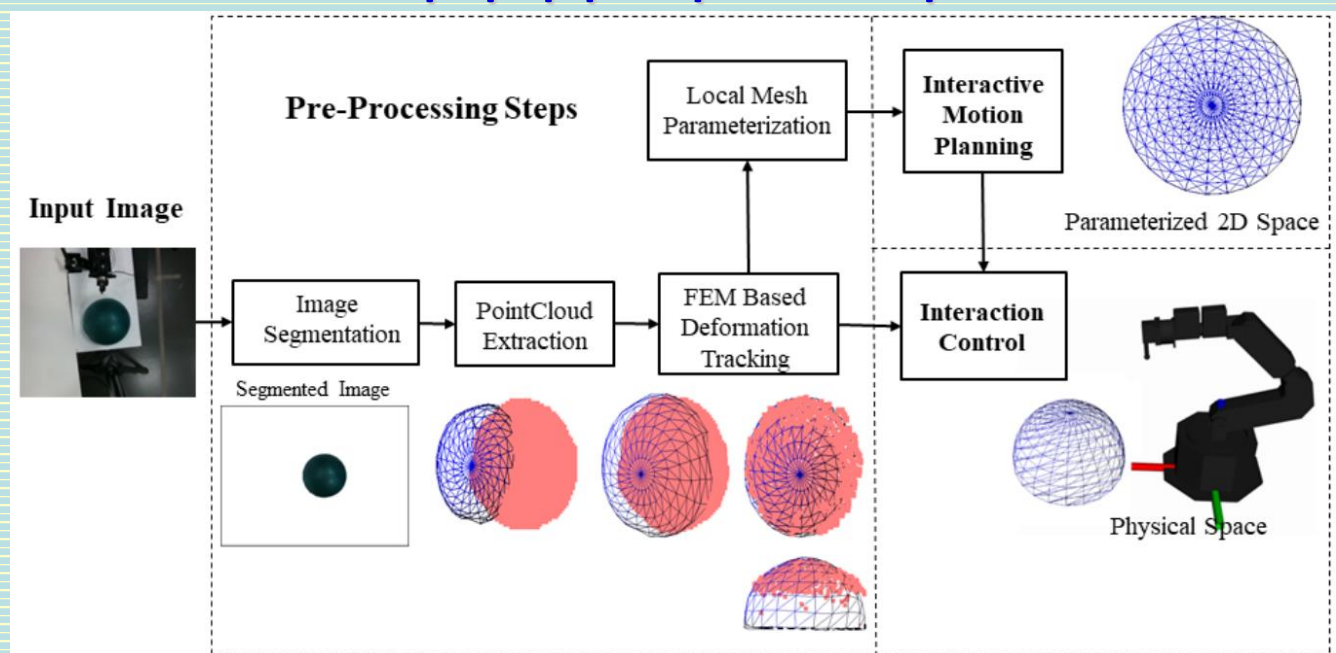 Pre-Processing Steps
Local Mesh
Parameterization
Interactive
Motion
Planning
Parameterized 2D Space
Input Image
Image
Segmentation
PointCloud
Extraction
FEM Based
Deformation
Tracking
Interaction
Control
Segmented Image
Physical Space